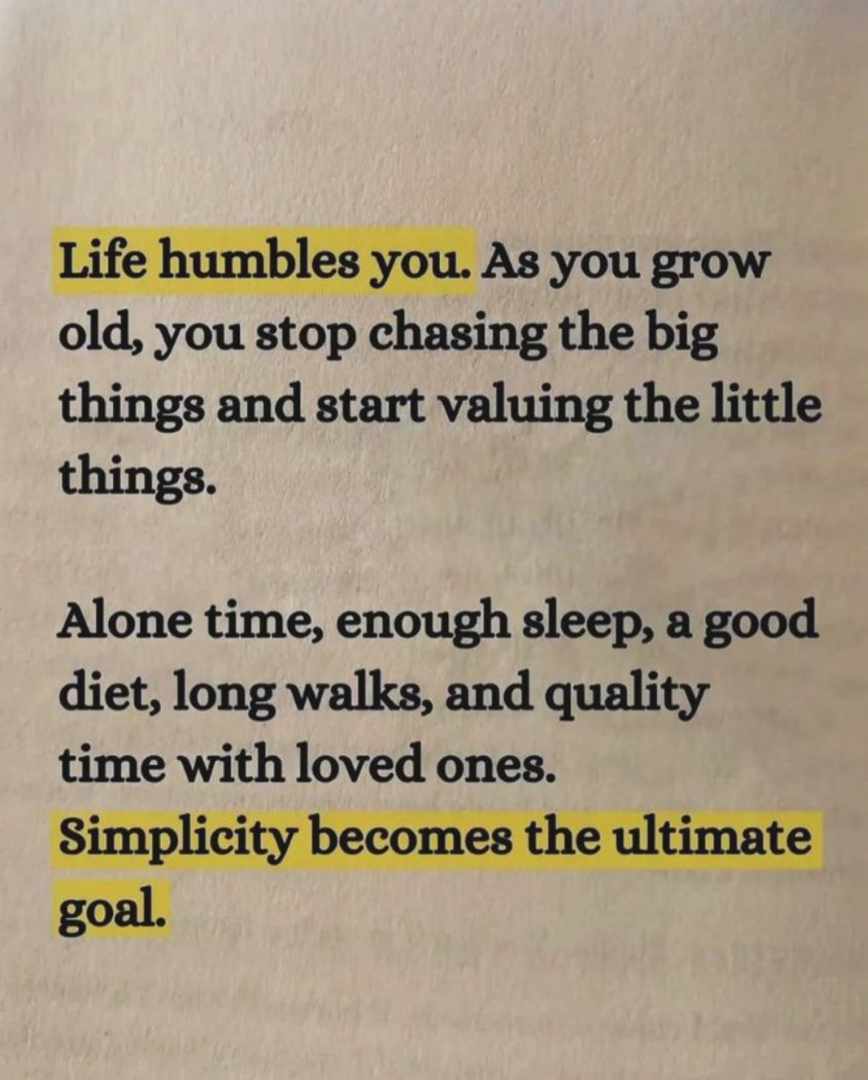 Life humbles you. As you grow
old, you stop chasing the big
things and start valuing the little
things.
Alone time, enough sleep, a good
diet, long walks, and quality
time with loved ones.
Simplicity becomes the ultimate
goal.